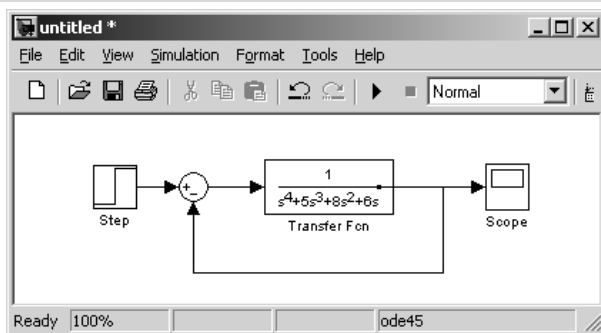 untitled *
File Edit View Simulation Format Tools Help
Normal
+
-
1
s⁴+5s³+8s²+6s
Step
Transfer Fcn
Scope
Ready 100% ode45